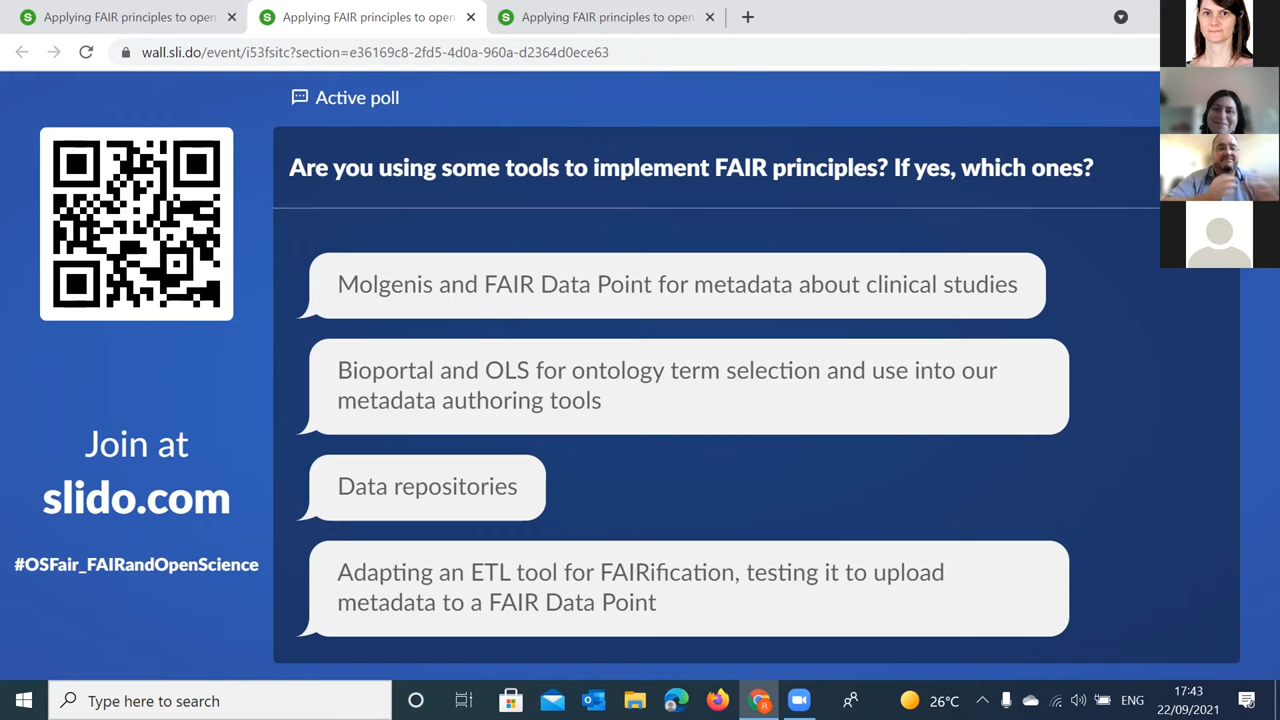 Applying FAIR principles to open
Applying FAIR principles to open
Applying FAIR principles to open
wall.sli.do/event/i53fsitc?section=e36169c8-2fd5-4d0a-960a-d2364d0ece63
Active poll
Are you using some tools to implement FAIR principles? If yes, which ones?
Molgenis and FAIR Data Point for metadata about clinical studies
Bioportal and OLS for ontology term selection and use into our
metadata authoring tools
Data repositories
Adapting an ETL tool for FAIRification, testing it to upload
metadata to a FAIR Data Point
Join at
slido.com
#OSFair_FAIRandOpenScience
Type here to search
26°C
ENG
17:43
22/09/2021